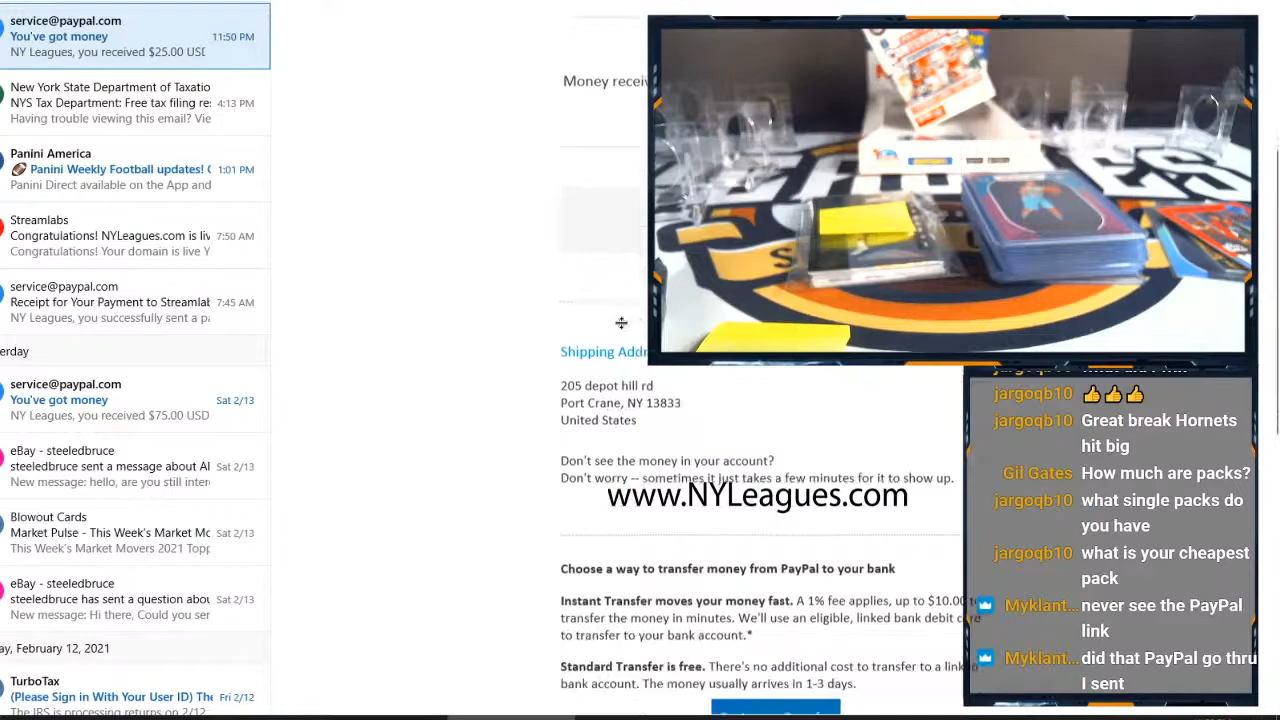 service@paypal.com
You've got money 11:50 PM
NY Leagues, you received $25.00 USD
New York State Department of Taxatio
NYS Tax Department: Free tax filing re: 4:13 PM
Having trouble viewing this email? Vie
Panini America
Panini Weekly Football updates! 1:01 PM
Panini Direct available on the App and
Streamlabs
Congratulations! NYLeagues.com is liv 7:50 AM
Congratulations! Your domain is live Y
service@paypal.com
Receipt for Your Payment to Streamlab 7:45 AM
NY Leagues, you successfully sent a pa
erday
service@paypal.com
You've got money Sat 2/13
NY Leagues, you received $75.00 USD
eBay - steeledbruce
steeledbruce sent a message about Al Sat 2/13
New message: hello, are you still inter
Blowout Cards
Market Pulse - This Week's Market Mc Sat 2/13
This Week's Market Movers 2021 Topp
eBay - steeledbruce
steeledbruce has sent a question abou Sat 2/13
New message: Hi there, Could you ser
ay, February 12, 2021
TurboTax
(Please Sign in With Your User ID) The Fri 2/12
The IRS is processing returns on 2/12
Money receiv
Shipping Addr
205 depot hill rd
Port Crane, NY 13833
United States
Don't see the money in your account?
Don't worry -- sometimes it just takes a few minutes for it to show up.
www.NYLeagues.com
Choose a way to transfer money from PayPal to your bank
Instant Transfer moves your money fast. A 1% fee applies, up to $10.00 to
transfer the money in minutes. We'll use an eligible, linked bank debit
to transfer to your bank account.*
Standard Transfer is free. There's no additional cost to transfer to a link
bank account. The money usually arrives in 1-3 days.
jargoqb10 👍👍👍
jargoqb10 Great break Hornets
hit big
Gil Gates How much are packs?
jargoqb10 what single packs do
you have
jargoqb10 what is your cheapest
pack
Myklant... never see the PayPal
link
Myklant... did that PayPal go thru
I sent